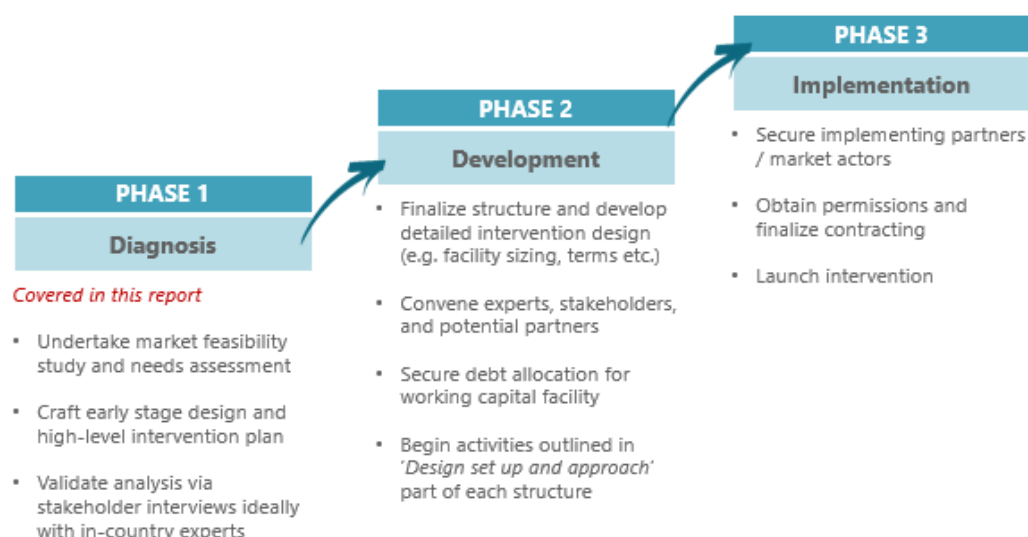 PHASE 1
Diagnosis
Covered in this report
• Undertake market feasibility
study and needs assessment
• Craft early stage design and
high-level intervention plan
• Validate analysis via
stakeholder interviews ideally
with in-country experts
PHASE 2
Development
• Finalize structure and develop
detailed intervention design
(e.g. facility sizing, terms etc.)
• Convene experts, stakeholders,
and potential partners
• Secure debt allocation for
working capital facility
• Begin activities outlined in
'Design set up and approach'
part of each structure
PHASE 3
Implementation
• Secure implementing partners
/ market actors
• Obtain permissions and
finalize contracting
• Launch intervention